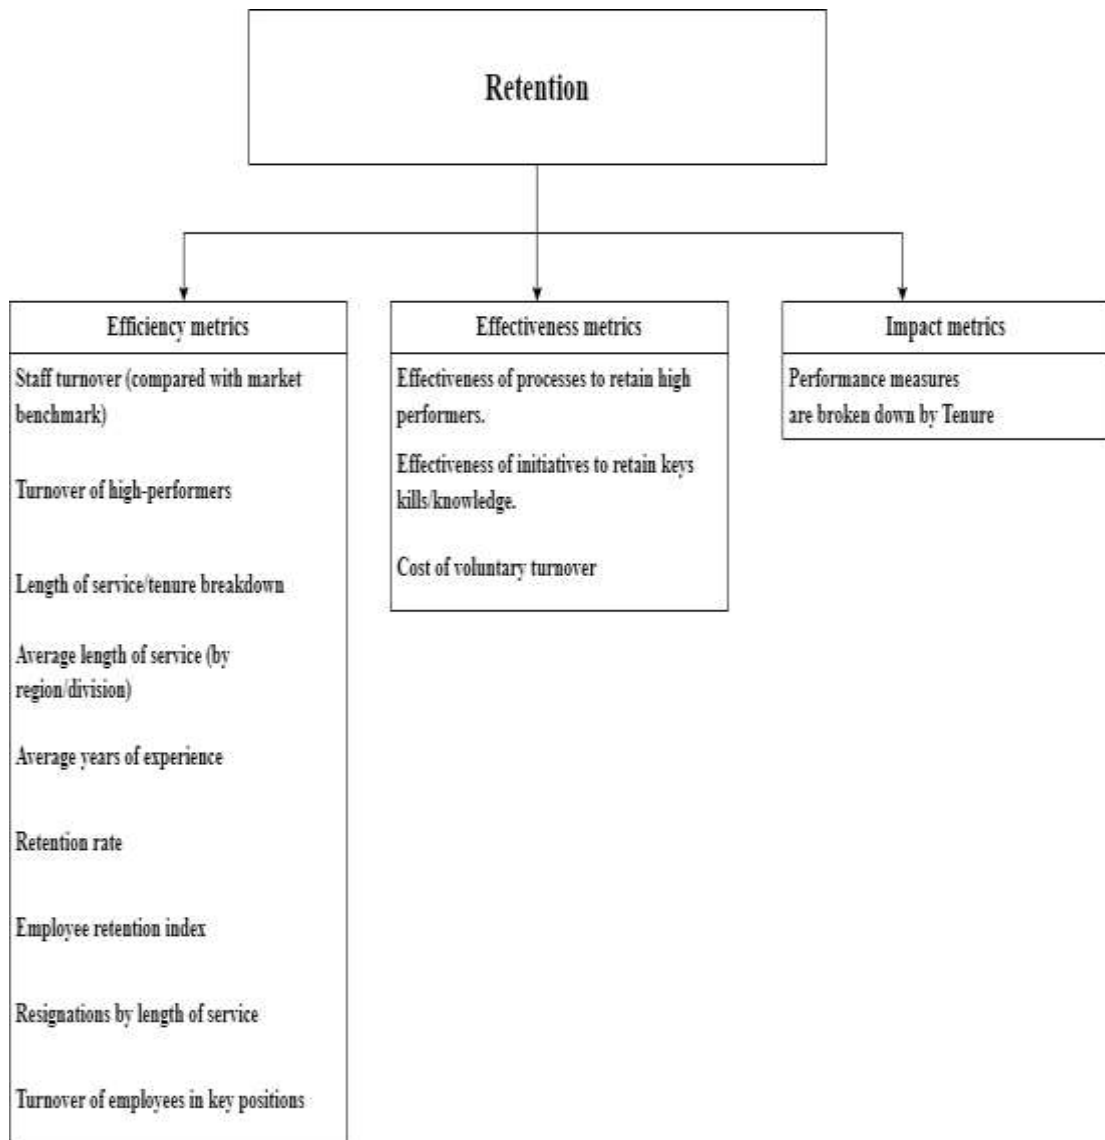 Retention
Efficiency metrics
Staff turnover (compared with market
benchmark)
Turnover of high-performers
Length of service/tenure breakdown
Average length of service (by
region/division)
Average years of experience
Retention rate
Employee retention index
Resignations by length of service
Turnover of employees in key positions
Effectiveness metrics
Effectiveness of processes to retain high
performers.
Effectiveness of initiatives to retain keys
kills/knowledge.
Cost of voluntary turnover
Impact metrics
Performance measures
are broken down by Tenure